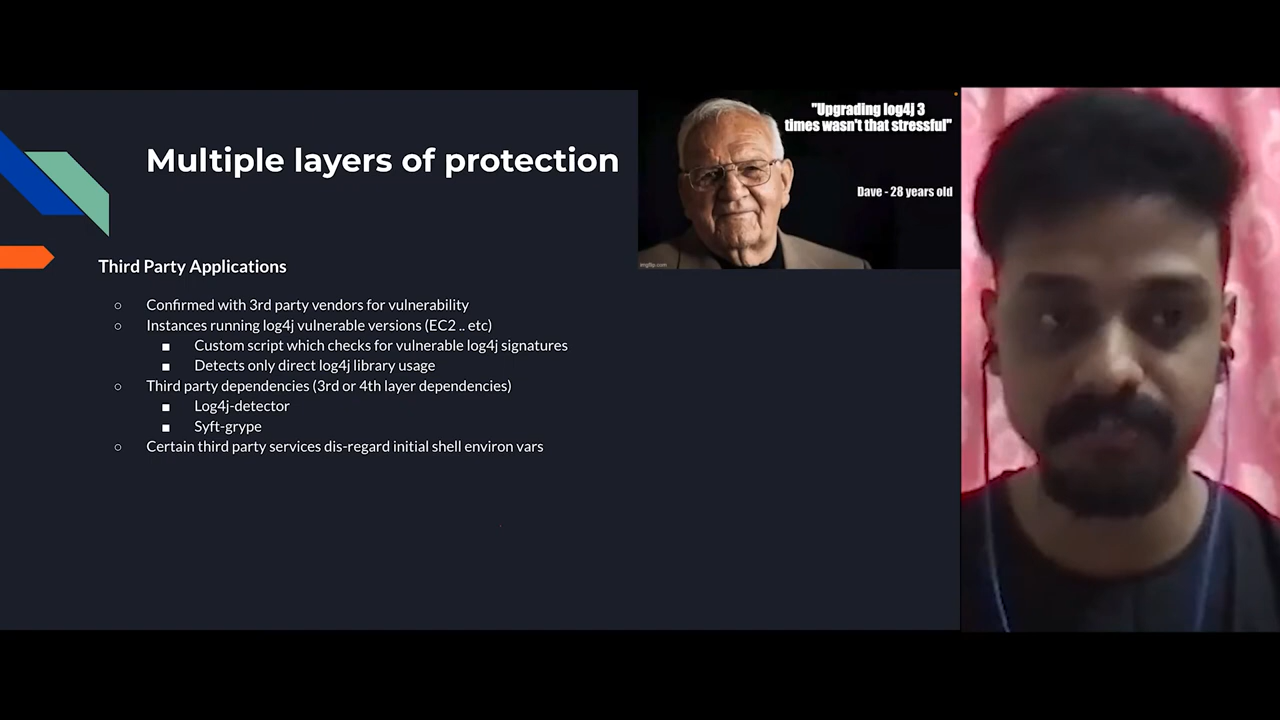 Multiple layers of protection
"Upgrading log4j 3
times wasn't that stressful"
Dave - 28 years old
imgflip.com
Third Party Applications
○ Confirmed with 3rd party vendors for vulnerability
○ Instances running log4j vulnerable versions (EC2 .. etc)
■ Custom script which checks for vulnerable log4j signatures
■ Detects only direct log4j library usage
○ Third party dependencies (3rd or 4th layer dependencies)
■ Log4j-detector
■ Syft-grype
○ Certain third party services dis-regard initial shell environ vars